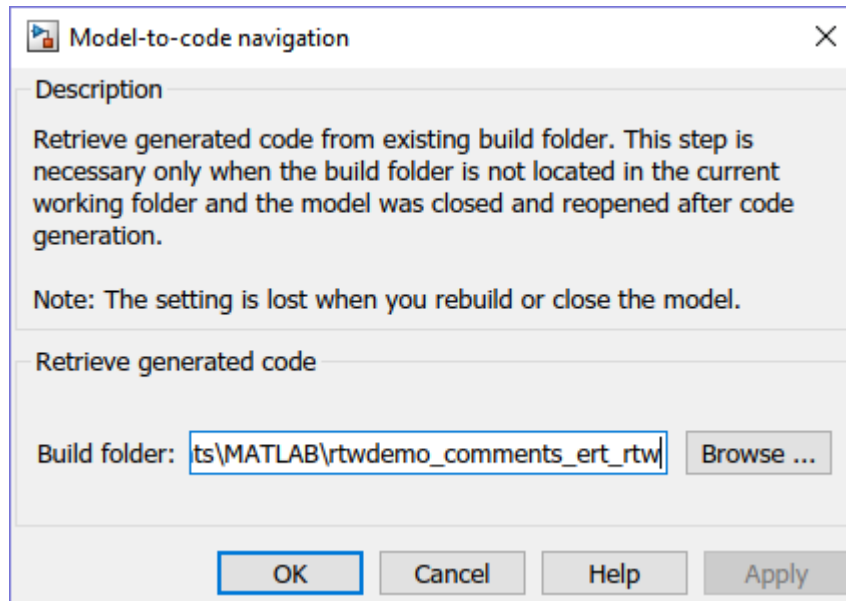 Model-to-code navigation
Description
Retrieve generated code from existing build folder. This step is
necessary only when the build folder is not located in the current
working folder and the model was closed and reopened after code
generation.
Note: The setting is lost when you rebuild or close the model.
Retrieve generated code
Build folder: ts\MATLAB\rtwdemo_comments_ert_rtw Browse ...
OK Cancel Help Apply